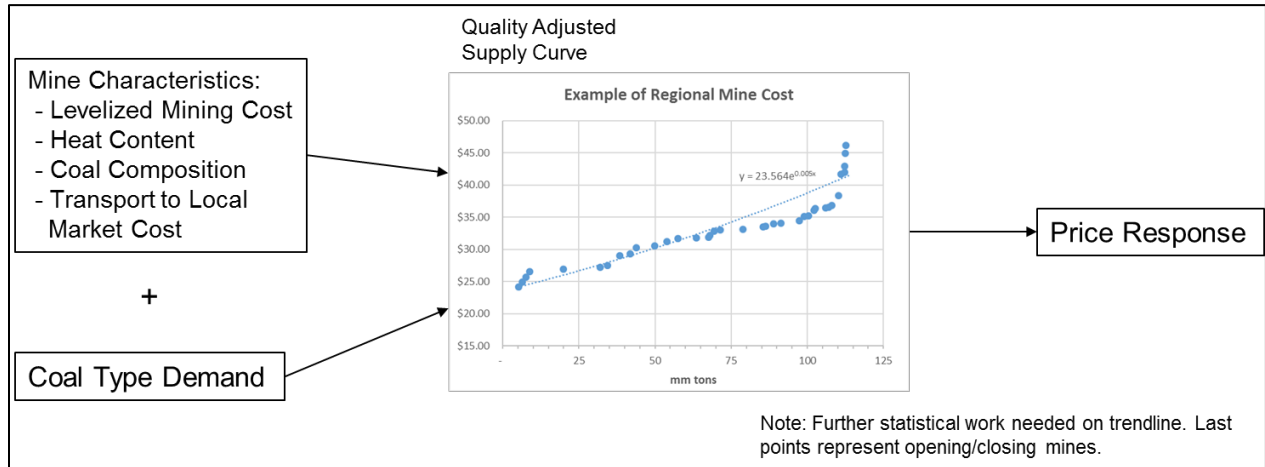 Quality Adjusted
Supply Curve
Mine Characteristics:
- Levelized Mining Cost
- Heat Content
- Coal Composition
- Transport to Local
Market Cost
+
Coal Type Demand
Example of Regional Mine Cost
$50.00
$45.00
$40.00
$35.00
$30.00
$25.00
$20.00
$15.00
y = 23.564e^0.005x
- 25 50 75 100 125
mm tons
Price Response
Note: Further statistical work needed on trendline. Last
points represent opening/closing mines.